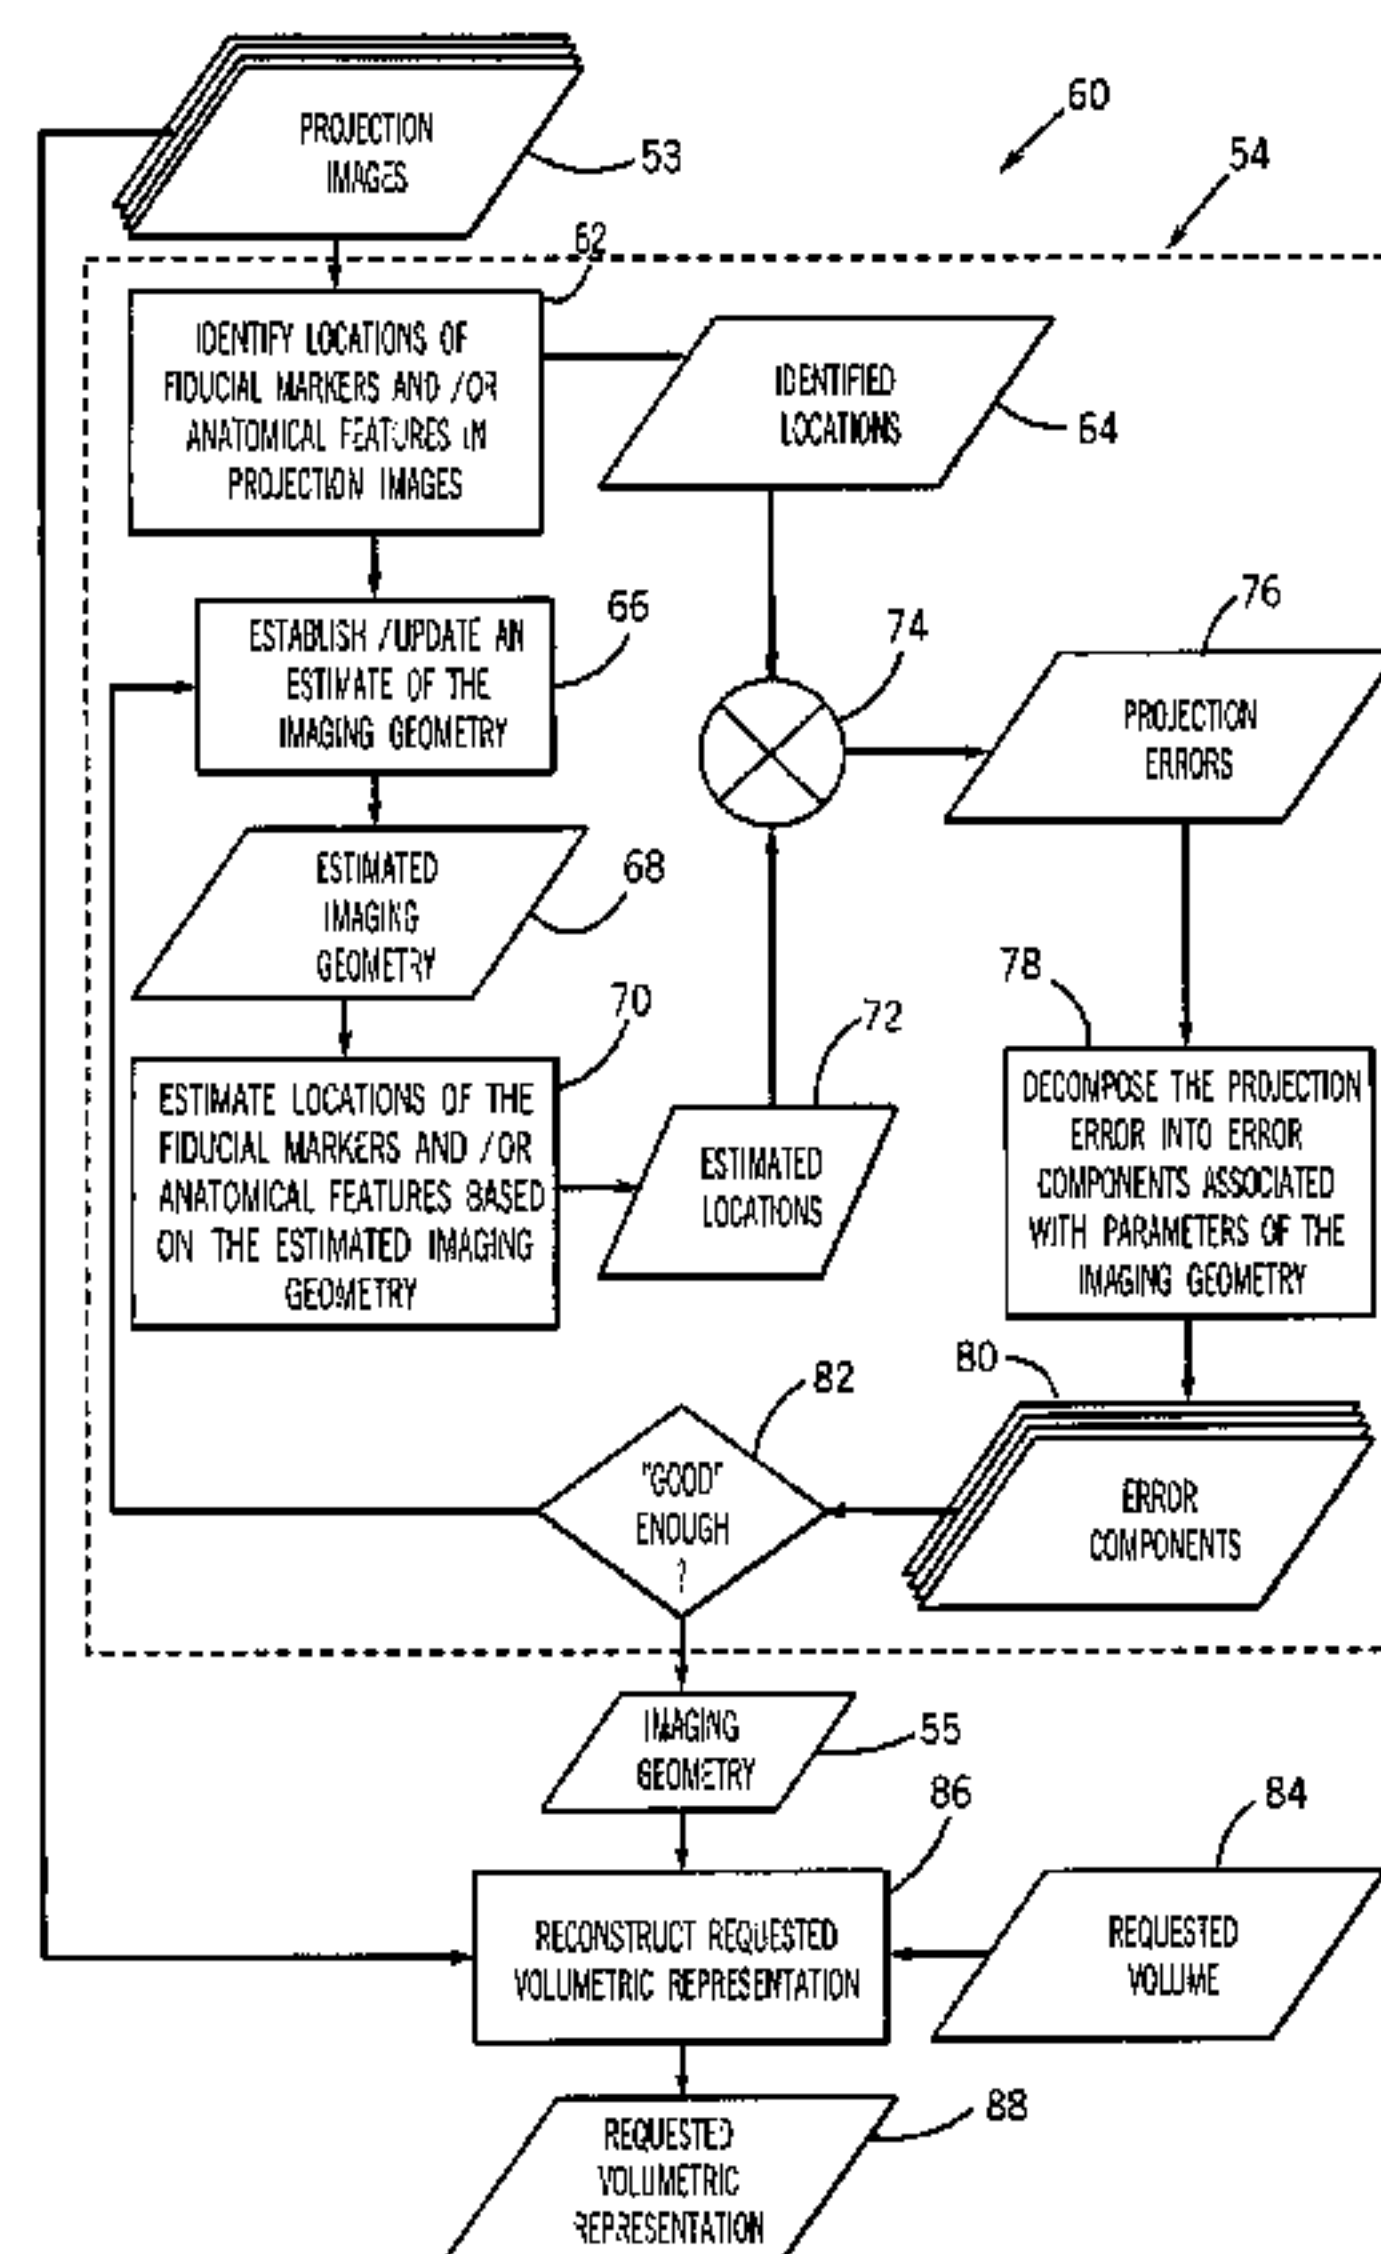 PROJECTION
IMAGES
53
60
54
62
IDENTIFY LOCATIONS OF
FIDUCIAL MARKERS AND /OR
ANATOMICAL FEATURES IN
PROJECTION IMAGES
IDENTIFIED
LOCATIONS
64
ESTABLISH /UPDATE AN
ESTIMATE OF THE
IMAGING GEOMETRY
66
74
76
PROJECTION
ERRORS
ESTIMATED
IMAGING
GEOMETRY
68
70
72
78
ESTIMATE LOCATIONS OF THE
FIDUCIAL MARKERS AND /OR
ANATOMICAL FEATURES BASED
ON THE ESTIMATED IMAGING
GEOMETRY
ESTIMATED
LOCATIONS
DECOMPOSE THE PROJECTION
ERROR INTO ERROR
COMPONENTS ASSOCIATED
WITH PARAMETERS OF THE
IMAGING GEOMETRY
80
82
"GOOD"
ENOUGH
?
ERROR
COMPONENTS
IMAGING
GEOMETRY
55
86
84
RECONSTRUCT REQUESTED
VOLUMETRIC REPRESENTATION
REQUESTED
VOLUME
88
REQUESTED
VOLUMETRIC
REPRESENTATION